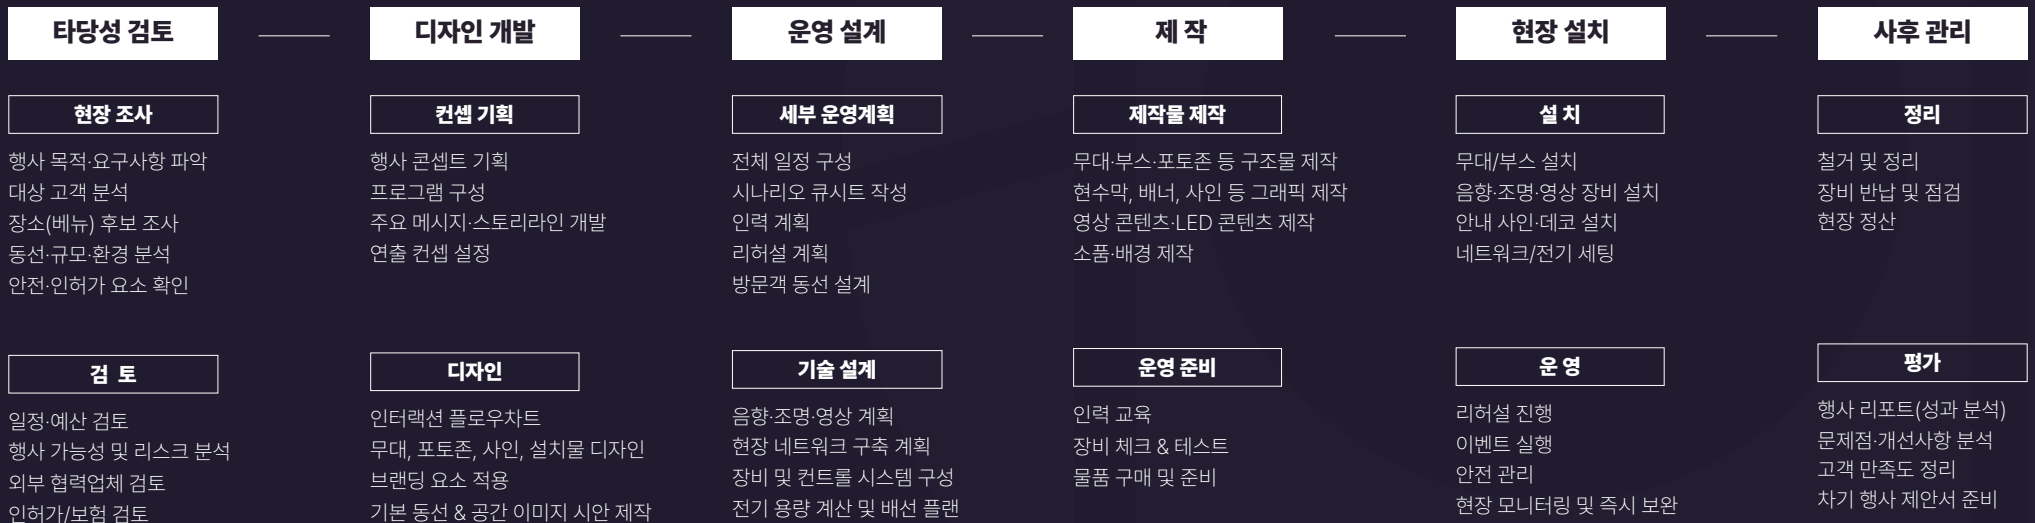 타당성 검토
디자인 개발
운영 설계
제 작
현장 설치
사후 관리
현장 조사
행사 목적·요구사항 파악
대상 고객 분석
장소(베뉴) 후보 조사
동선·규모·환경 분석
안전·인허가 요소 확인
컨셉 기획
행사 콘셉트 기획
프로그램 구성
주요 메시지·스토리라인 개발
연출 컨셉 설정
세부 운영계획
전체 일정 구성
시나리오 큐시트 작성
인력 계획
리허설 계획
방문객 동선 설계
제작물 제작
무대·부스·포토존 등 구조물 제작
현수막, 배너, 사인 등 그래픽 제작
영상 콘텐츠·LED 콘텐츠 제작
소품·배경 제작
설 치
무대/부스 설치
음향·조명·영상 장비 설치
안내 사인·데코 설치
네트워크/전기 세팅
정리
철거 및 정리
장비 반납 및 점검
현장 정산
검 토
일정·예산 검토
행사 가능성 및 리스크 분석
외부 협력업체 검토
인허가/보험 검토
디자인
인터랙션 플로우차트
무대, 포토존, 사인, 설치물 디자인
브랜딩 요소 적용
기본 동선 & 공간 이미지 시안 제작
기술 설계
음향·조명·영상 계획
현장 네트워크 구축 계획
장비 및 컨트롤 시스템 구성
전기 용량 계산 및 배선 플랜
운영 준비
인력 교육
장비 체크 & 테스트
물품 구매 및 준비
운 영
리허설 진행
이벤트 실행
안전 관리
현장 모니터링 및 즉시 보완
평가
행사 리포트(성과 분석)
문제점·개선사항 분석
고객 만족도 정리
차기 행사 제안서 준비